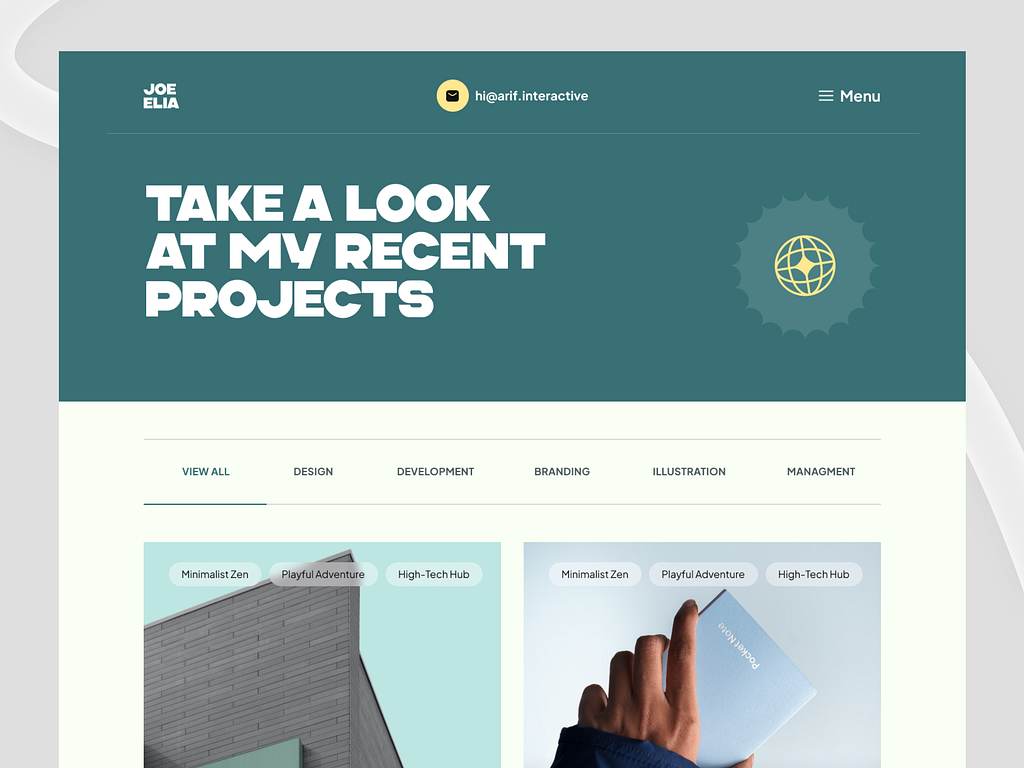 JOE
ELIA
hi@arif.interactive
Menu
TAKE A LOOK
AT MY RECENT
PROJECTS
VIEW ALL
DESIGN
DEVELOPMENT
BRANDING
ILLUSTRATION
MANAGMENT
Minimalist Zen
Playful Adventure
High-Tech Hub
Minimalist Zen
Playful Adventure
High-Tech Hub
Pocket Note